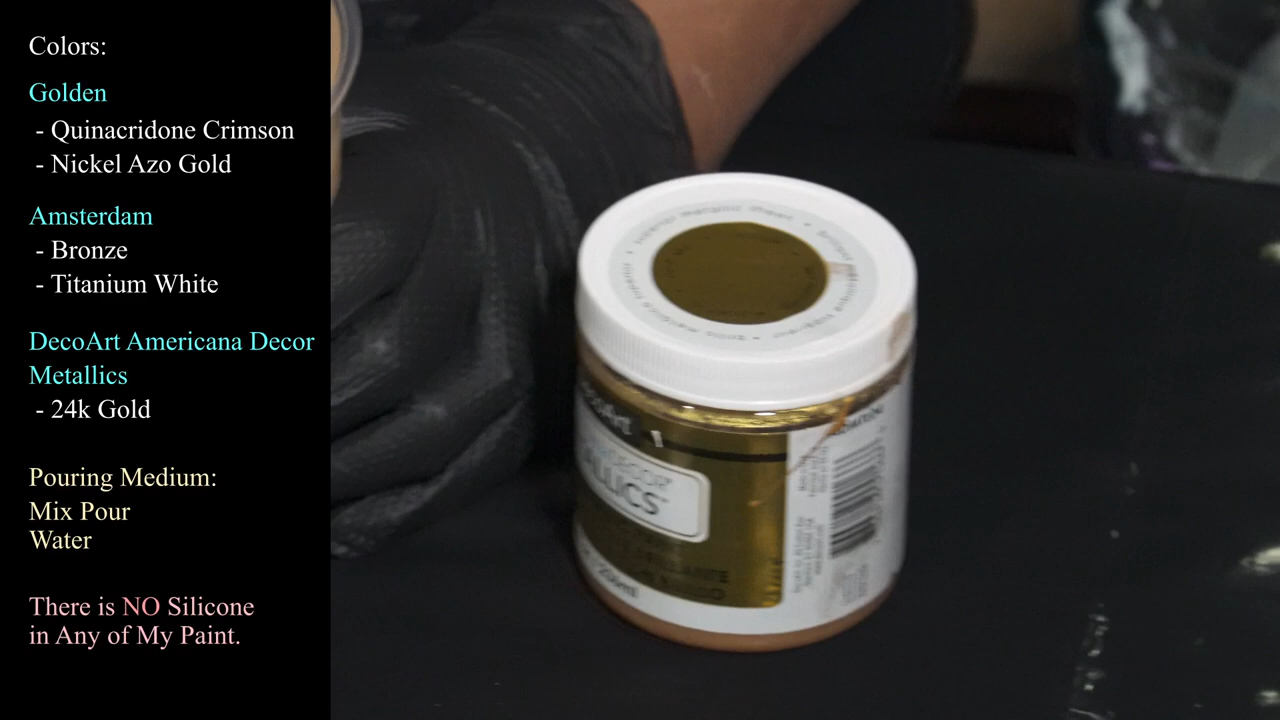 Colors:
Golden
- Quinacridone Crimson
- Nickel Azo Gold
Amsterdam
- Bronze
- Titanium White
DecoArt Americana Decor
Metallics
- 24k Gold
Pouring Medium:
Mix Pour
Water
There is NO Silicone
in Any of My Paint.